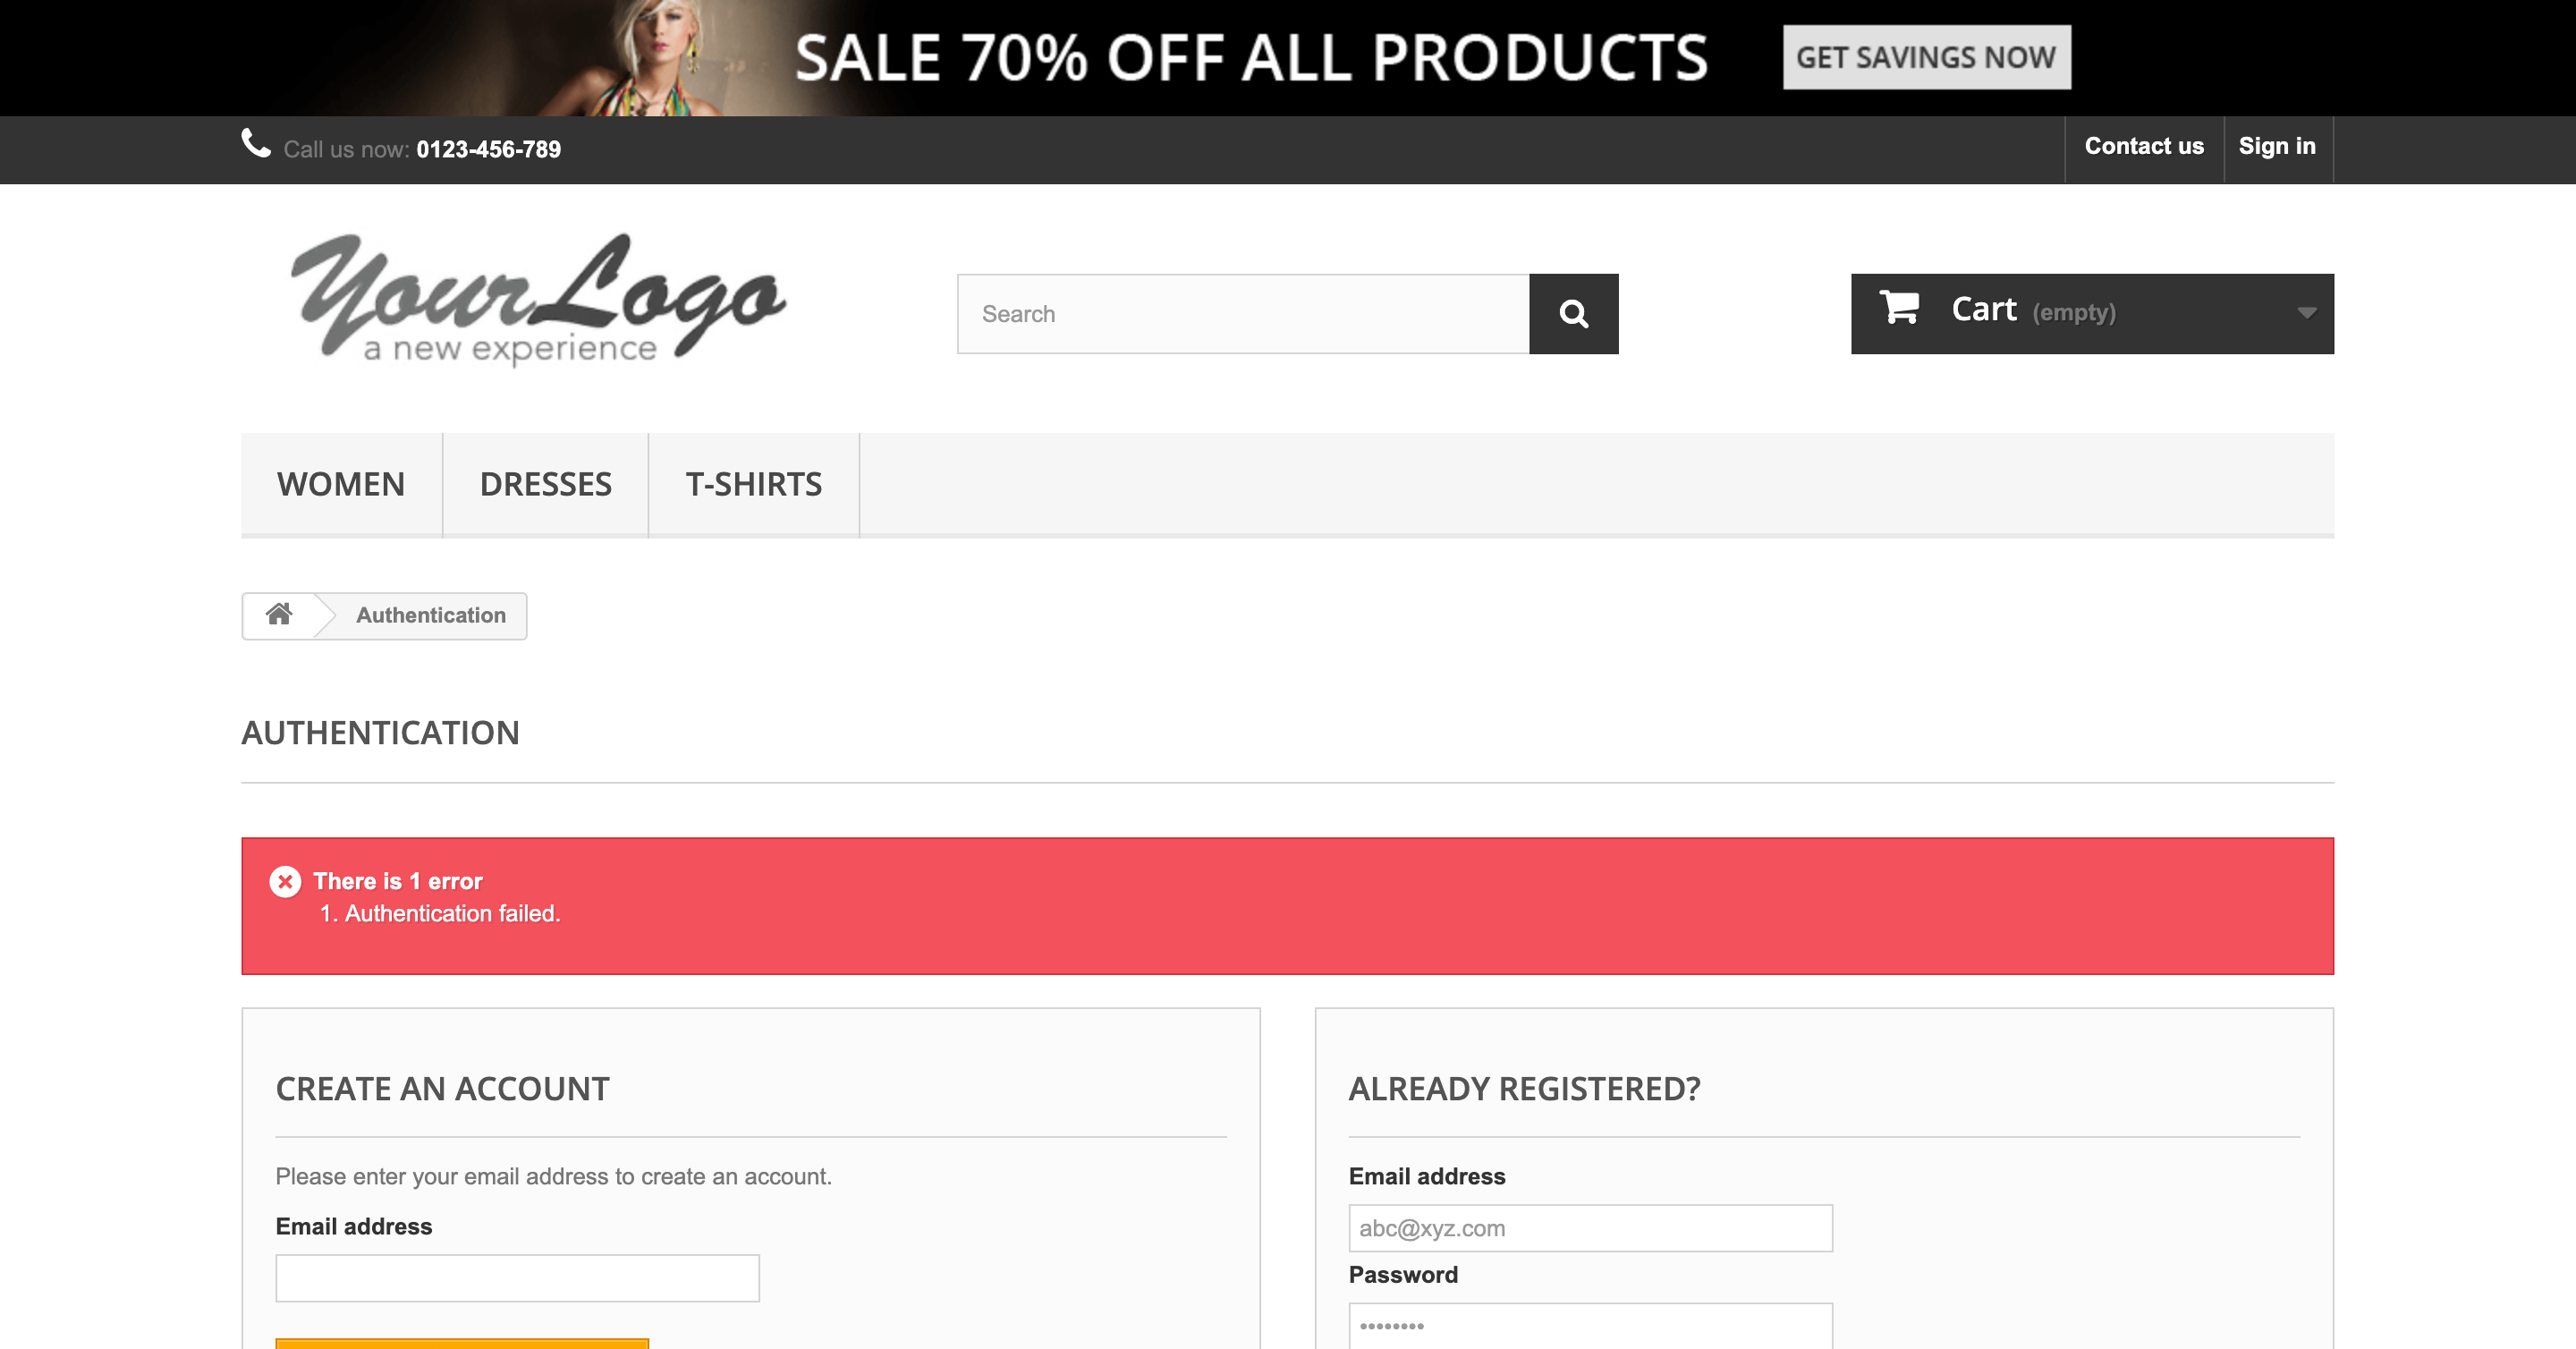 SALE 70% OFF ALL PRODUCTS GET SAVINGS NOW
Call us now: 0123-456-789
Contact us
Sign in
YourLogo
a new experience
Search
Cart (empty)
WOMEN
DRESSES
T-SHIRTS
Authentication
AUTHENTICATION
There is 1 error
1. Authentication failed.
CREATE AN ACCOUNT
Please enter your email address to create an account.
Email address
ALREADY REGISTERED?
Email address
abc@xyz.com
Password
••••••••